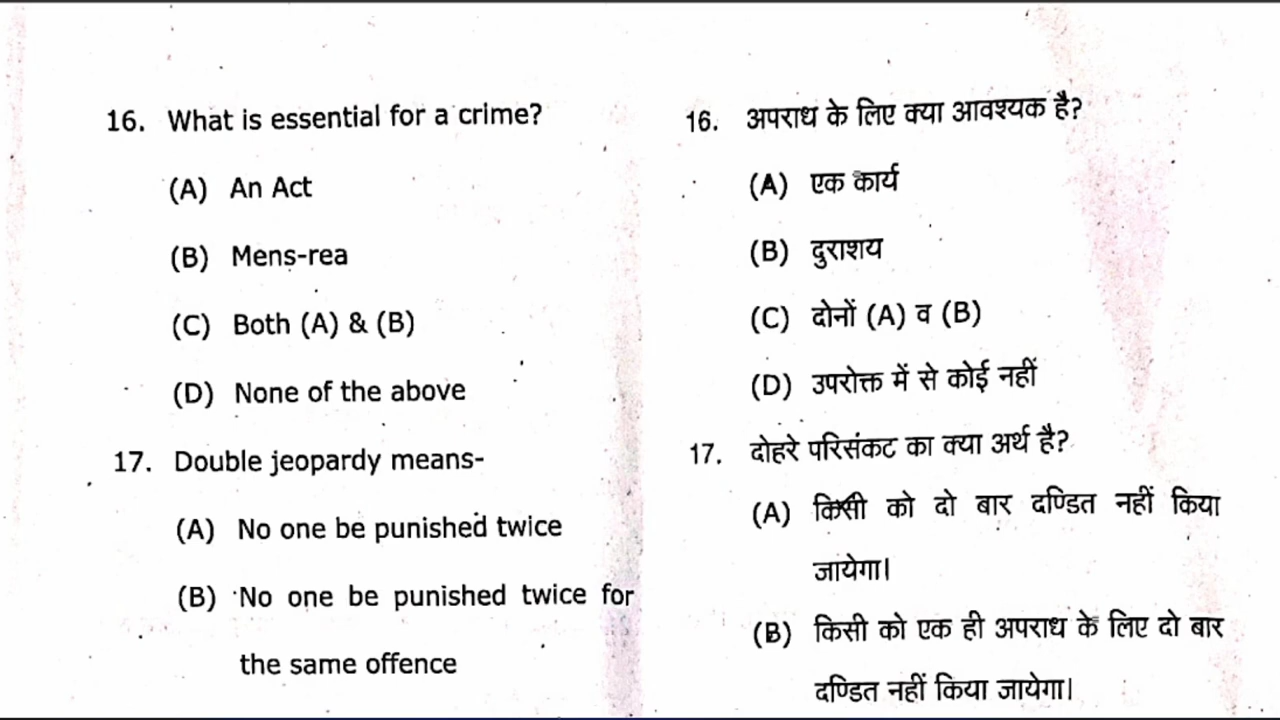 16. What is essential for a crime?
(A) An Act
(B) Mens-rea
(C) Both (A) & (B)
(D) None of the above
17. Double jeopardy means-
(A) No one be punished twice
(B) No one be punished twice for
the same offence
16. अपराध के लिए क्या आवश्यक है?
(A) एक कार्य
(B) दुराशय
(C) दोनों (A) व (B)
(D) उपरोक्त में से कोई नहीं
17. दोहरे परिसंकट का क्या अर्थ है?
(A) किसी को दो बार दण्डित नहीं किया
जायेगा।
(B) किसी को एक ही अपराध के लिए दो बार
दण्डित नहीं किया जायेगा।